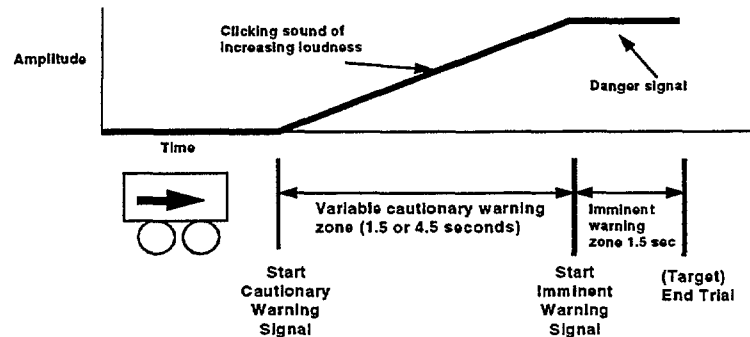 Clicking sound of
increasing loudness
Amplitude
Danger signal
Time
Variable cautionary warning
zone (1.5 or 4.5 seconds)
Imminent
warning
zone 1.5 sec
Start
Cautionary
Warning
Signal
Start
Imminent
Warning
Signal
(Target)
End Trial